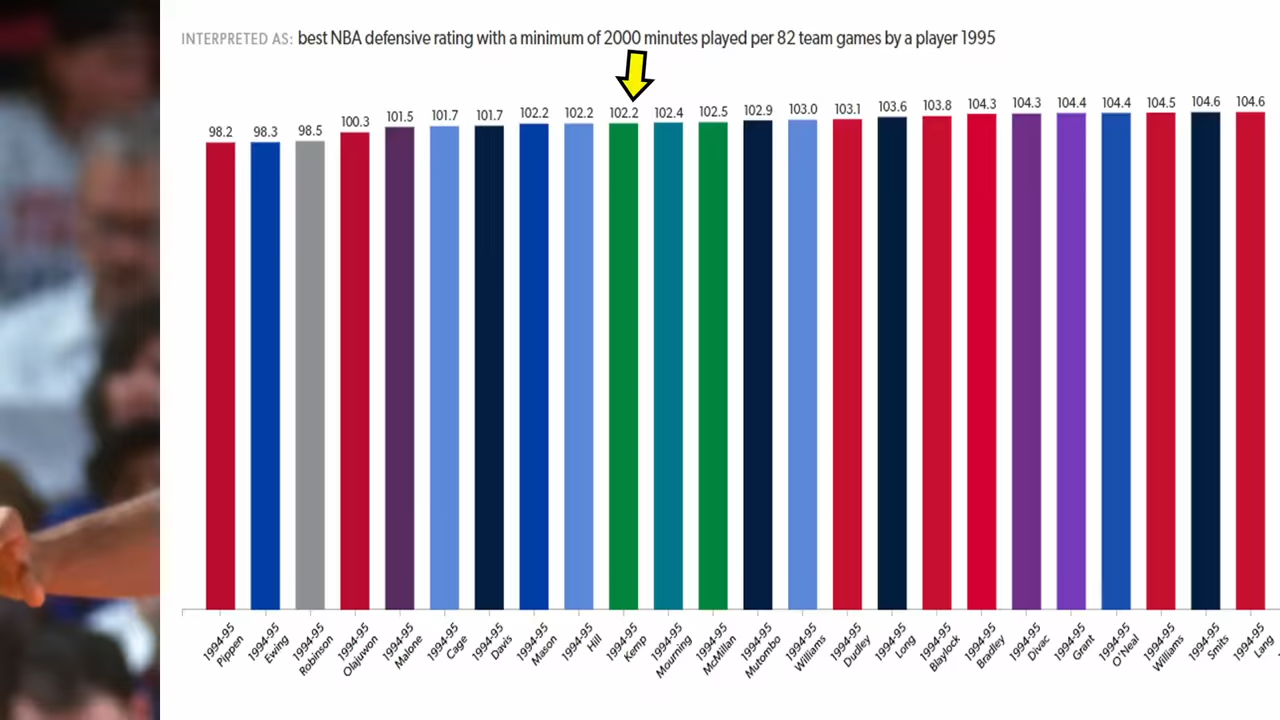 INTERPRETED AS: best NBA defensive rating with a minimum of 2000 minutes played per 82 team games by a player 1995
98.2 98.3 98.5 100.3 101.5 101.7 101.7 102.2 102.2 102.2 102.4 102.5 102.9 103.0 103.1 103.6 103.8 104.3 104.3 104.4 104.4 104.5 104.6 104.6
1994-95
Pippen
1994-95
Ewing
1994-95
Robinson
1994-95
Olajuwon
1994-95
Malone
1994-95
Cage
1994-95
Davis
1994-95
Mason
1994-95
Hill
1994-95
Kemp
1994-95
Mourning
1994-95
McMillan
1994-95
Mutombo
1994-95
Williams
1994-95
Dudley
1994-95
Long
1994-95
Blaylock
1994-95
Bradley
1994-95
Divac
1994-95
Grant
1994-95
O'Neal
1994-95
Williams
1994-95
Smits
1994-95
Lang